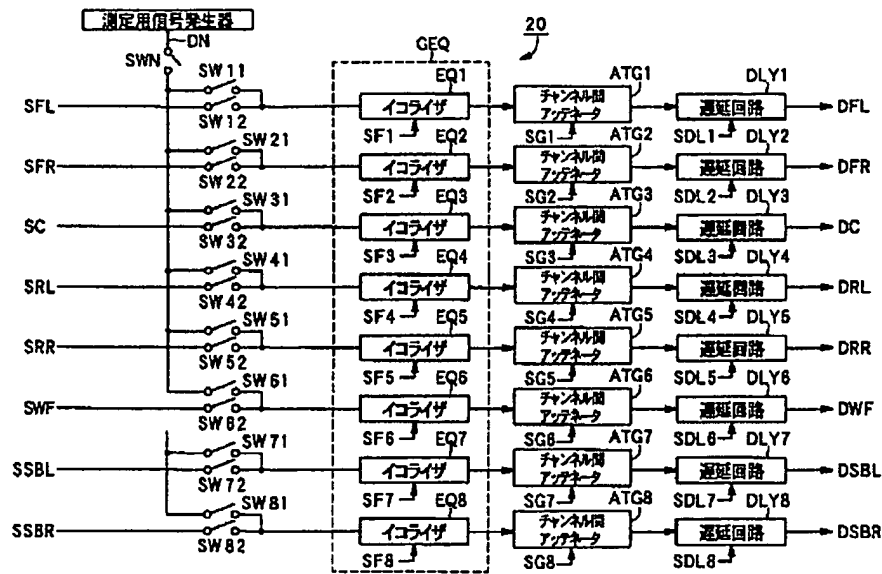 測定用信号発生器
DN
SWN
20
GEQ
SW11
EQ1
ATG1
DLY1
SFL
イコライザ
チャンネル間
アッテネータ
遅延回路
DFL
SW12
SF1
SG1
SDL1
SW21
EQ2
ATG2
DLY2
SFR
イコライザ
チャンネル間
アッテネータ
遅延回路
DFR
SW22
SF2
SG2
SDL2
SW31
EQ3
ATG3
DLY3
SC
イコライザ
チャンネル間
アッテネータ
遅延回路
DC
SW32
SF3
SG3
SDL3
SW41
EQ4
ATG4
DLY4
SRL
イコライザ
チャンネル間
アッテネータ
遅延回路
DRL
SW42
SF4
SG4
SDL4
SW51
EQ5
ATG5
DLY5
SRR
イコライザ
チャンネル間
アッテネータ
遅延回路
DRR
SW52
SF5
SG5
SDL5
SW61
EQ6
ATG6
DLY6
SWF
イコライザ
チャンネル間
アッテネータ
遅延回路
DWF
SW62
SF6
SG6
SDL6
SW71
EQ7
ATG7
DLY7
SSBL
イコライザ
チャンネル間
アッテネータ
遅延回路
DSBL
SW72
SF7
SG7
SDL7
SW81
EQ8
ATG8
DLY8
SSBR
イコライザ
チャンネル間
アッテネータ
遅延回路
DSBR
SW82
SF8
SG8
SDL8